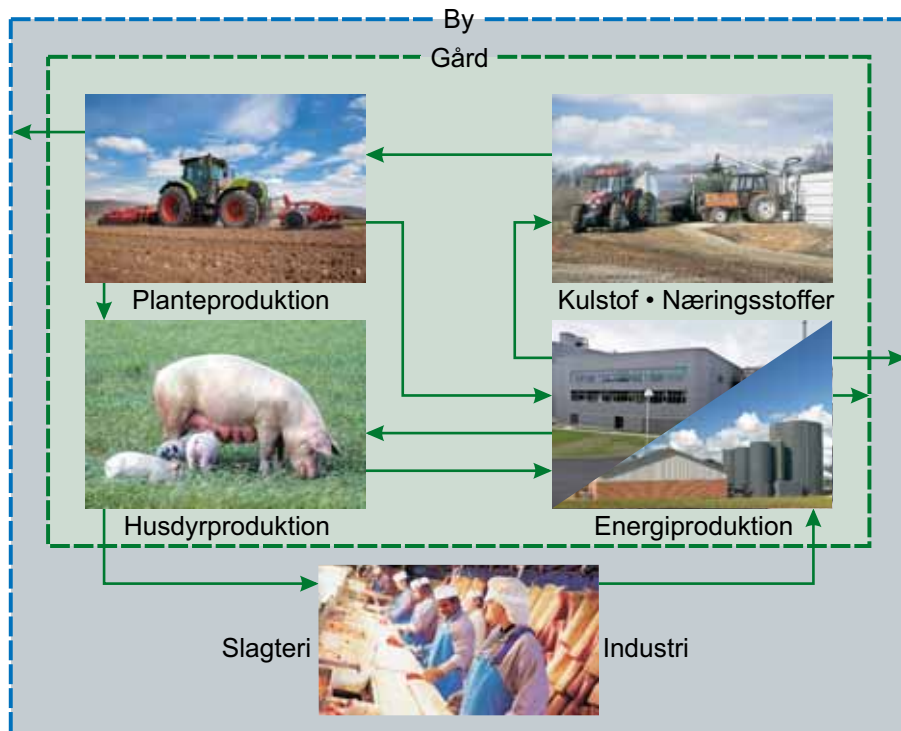 By
Gård
Planteproduktion
Kulstof • Næringsstoffer
Husdyrproduktion
Energiproduktion
Slagteri
Industri